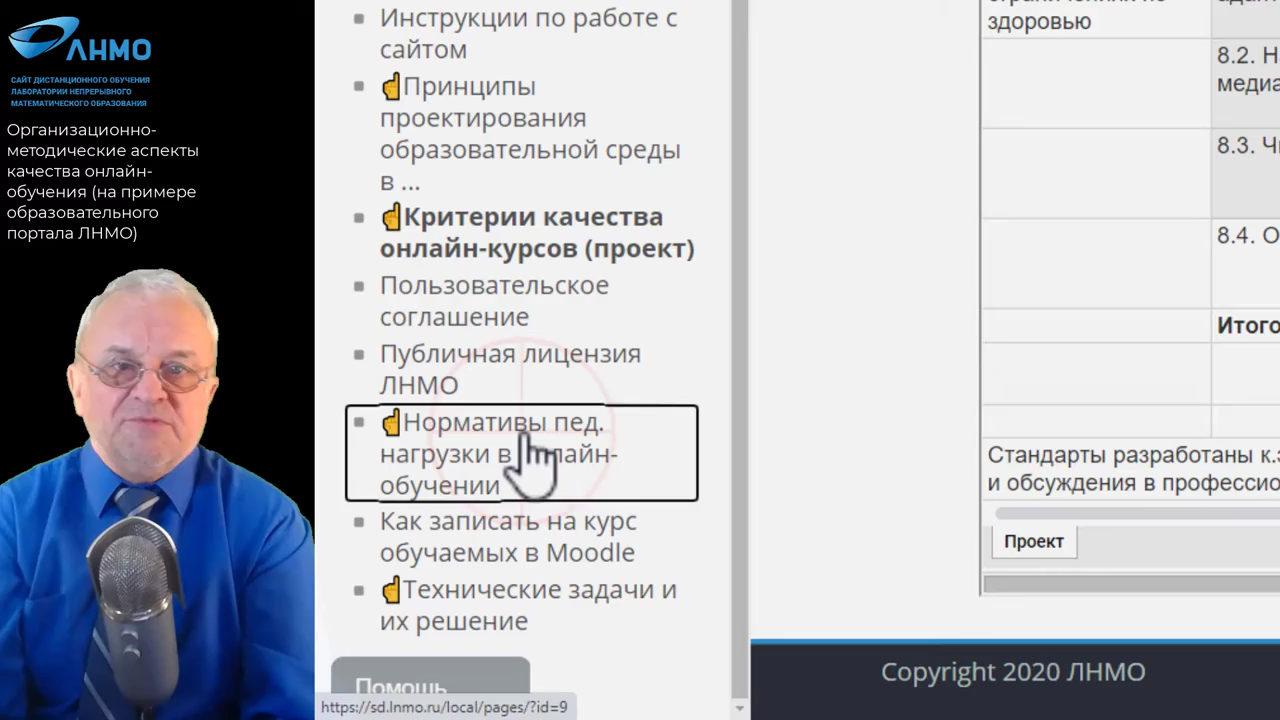 ЛНМО
САЙТ ДИСТАНЦИОННОГО ОБУЧЕНИЯ
ЛАБОРАТОРИИ НЕПРЕРЫВНОГО
МАТЕМАТИЧЕСКОГО ОБРАЗОВАНИЯ
Организационно-
методические аспекты
качества онлайн-
обучения (на примере
образовательного
портала ЛНМО)
Инструкции по работе с
сайтом
☝Принципы
проектирования
образовательной среды
в ...
☝Критерии качества
онлайн-курсов (проект)
Пользовательское
соглашение
Публичная лицензия
ЛНМО
☝Нормативы пед.
нагрузки в онлайн-
обучении
Как записать на курс
обучаемых в Moodle
☝Технические задачи и
их решение
Помощь
https://sd.lnmo.ru/local/pages/?id=9
здоровью
8.2. Н
медиа
8.3. Ч
8.4. О
Итого
Стандарты разработаны к.э
и обсуждения в профессио
Проект
Copyright 2020 ЛНМО